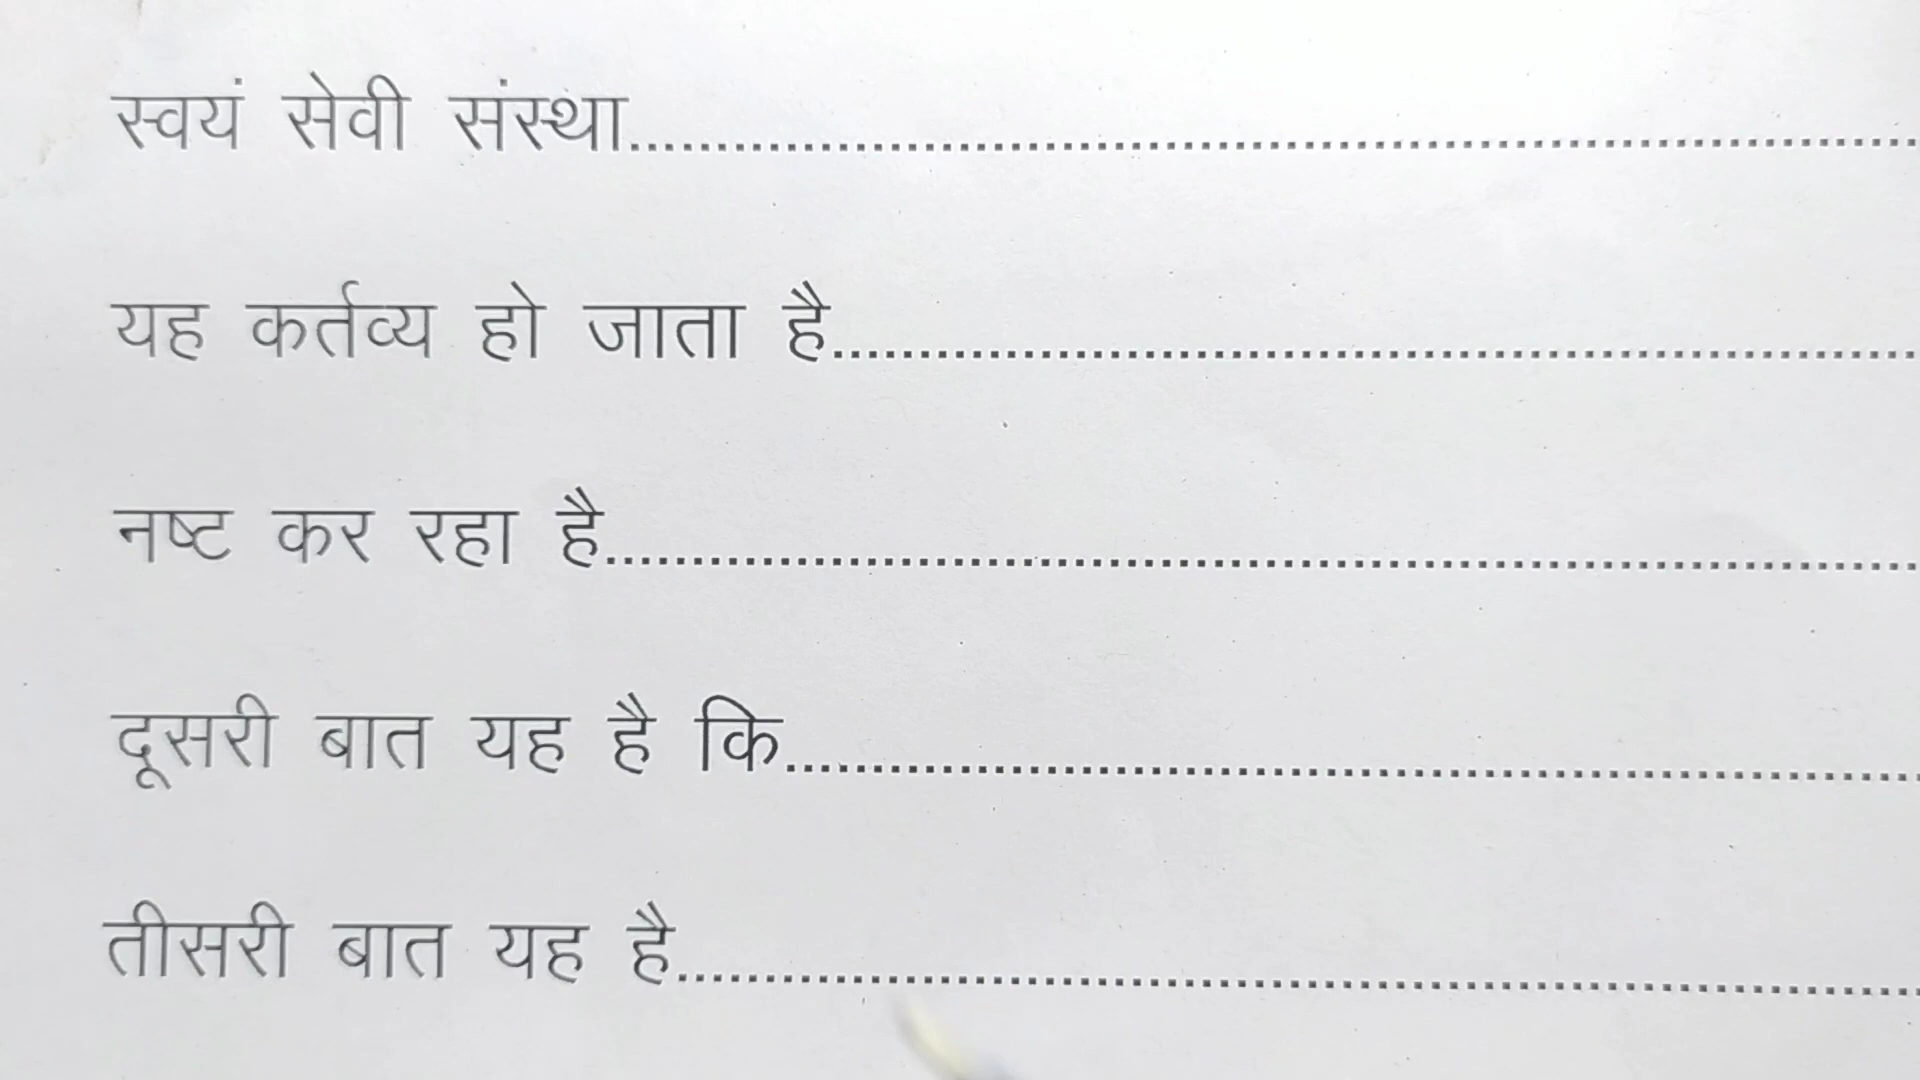 स्वयं सेवी संस्था................................................................................
यह कर्तव्य हो जाता है................................................................
नष्ट कर रहा है................................................................................
दूसरी बात यह है कि....................................................................
तीसरी बात यह है..........................................................................